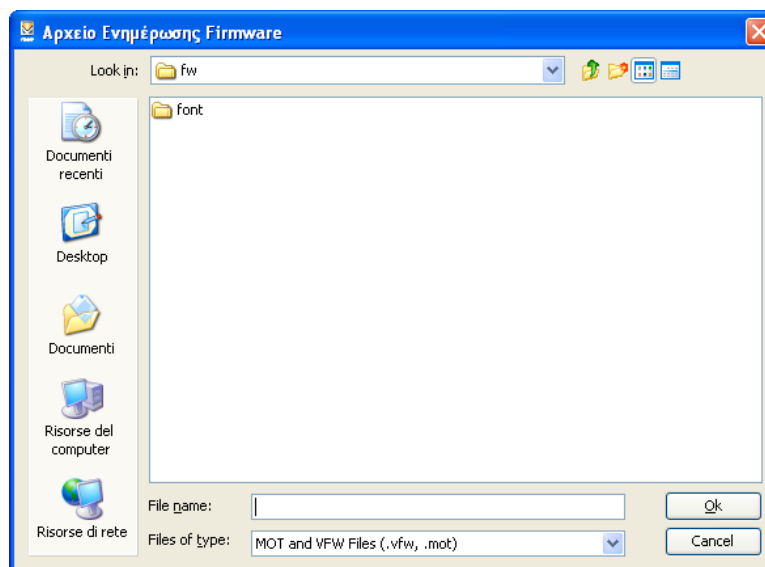 Αρχείο Ενημέρωσης Firmware
Look in:
fw
font
Documenti
recenti
Desktop
Documenti
Risorse del
computer
Risorse di rete
File name:
Ok
Files of type:
MOT and VFW Files (.vfw, .mot)
Cancel